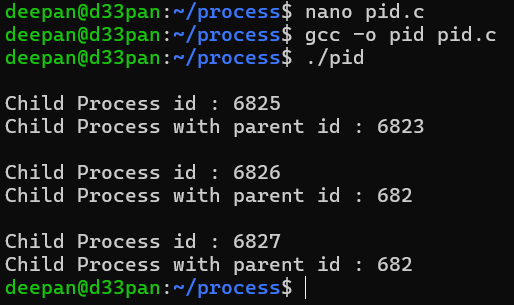 deepan@d33pan:~/process$ nano pid.c
deepan@d33pan:~/process$ gcc -o pid pid.c
deepan@d33pan:~/process$ ./pid
Child Process id : 6825
Child Process with parent id : 6823
Child Process id : 6826
Child Process with parent id : 682
Child Process id : 6827
Child Process with parent id : 682
deepan@d33pan:~/process$